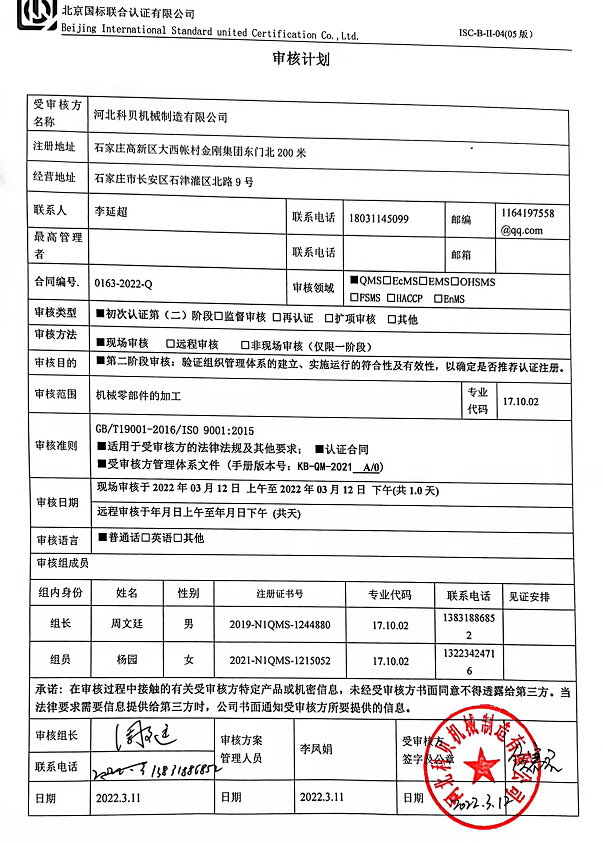 北京国标联合认证有限公司
Beijing International Standard united Certification Co.,Ltd.
ISC-B-II-04(05 版)
审核计划
受审核方名称 河北科贝机械制造有限公司
注册地址 石家庄高新区大西帐村金刚集团东门北 200 米
经营地址 石家庄市长安区石津灌区北路 9 号
联系人 李延超 联系电话 18031145099 邮编 1164197558@qq.com
最高管理者 联系电话 邮箱
合同编号. 0163-2022-Q 审核领域 ■QMS□EcMS□EMS□OHSMS
□FSMS □HACCP □EnMS
审核类型 ■初次认证第（二）阶段□监督审核 □再认证 □扩项审核 □其他
审核方法 ■现场审核 □远程审核 □非现场审核（仅限一阶段）
审核目的 ■第二阶段审核：验证组织管理体系的建立、实施运行的符合性及有效性，以确定是否推荐认证注册。
审核范围 机械零部件的加工 专业代码 17.10.02
审核准则 GB/T19001-2016/ISO 9001:2015
■适用于受审核方的法律法规及其他要求； ■认证合同
■受审核方管理体系文件（手册版本号：KB-QM-2021 A/0）
审核日期 现场审核于 2022 年 03 月 12 日 上午至 2022 年 03 月 12 日 下午(共 1.0 天)
远程审核于年月日上午至年月日下午 (共天)
审核语言 ■普通话□英语□其他
审核组成员
组内身份 姓名 性别 注册证书号 专业代码 联系电话 见证安排
组长 周文廷 男 2019-N1QMS-1244880 17.10.02 13831886852
组员 杨园 女 2021-N1QMS-1215052 17.10.02 13223424716
承诺：在审核过程中接触的有关受审核方特定产品或机密信息，未经受审核方书面同意不得透露给第三方。当
法律要求需要信息提供给第三方时，公司书面通知受审核方所要提供的信息。
审核组长 周文廷 审核方案管理人员 李凤娟 受审核方签字及公章
河北科贝机械制造有限公司
联系电话 13831886852
日期 2022.3.11 日期 2022.3.11 日期 2022.3.12